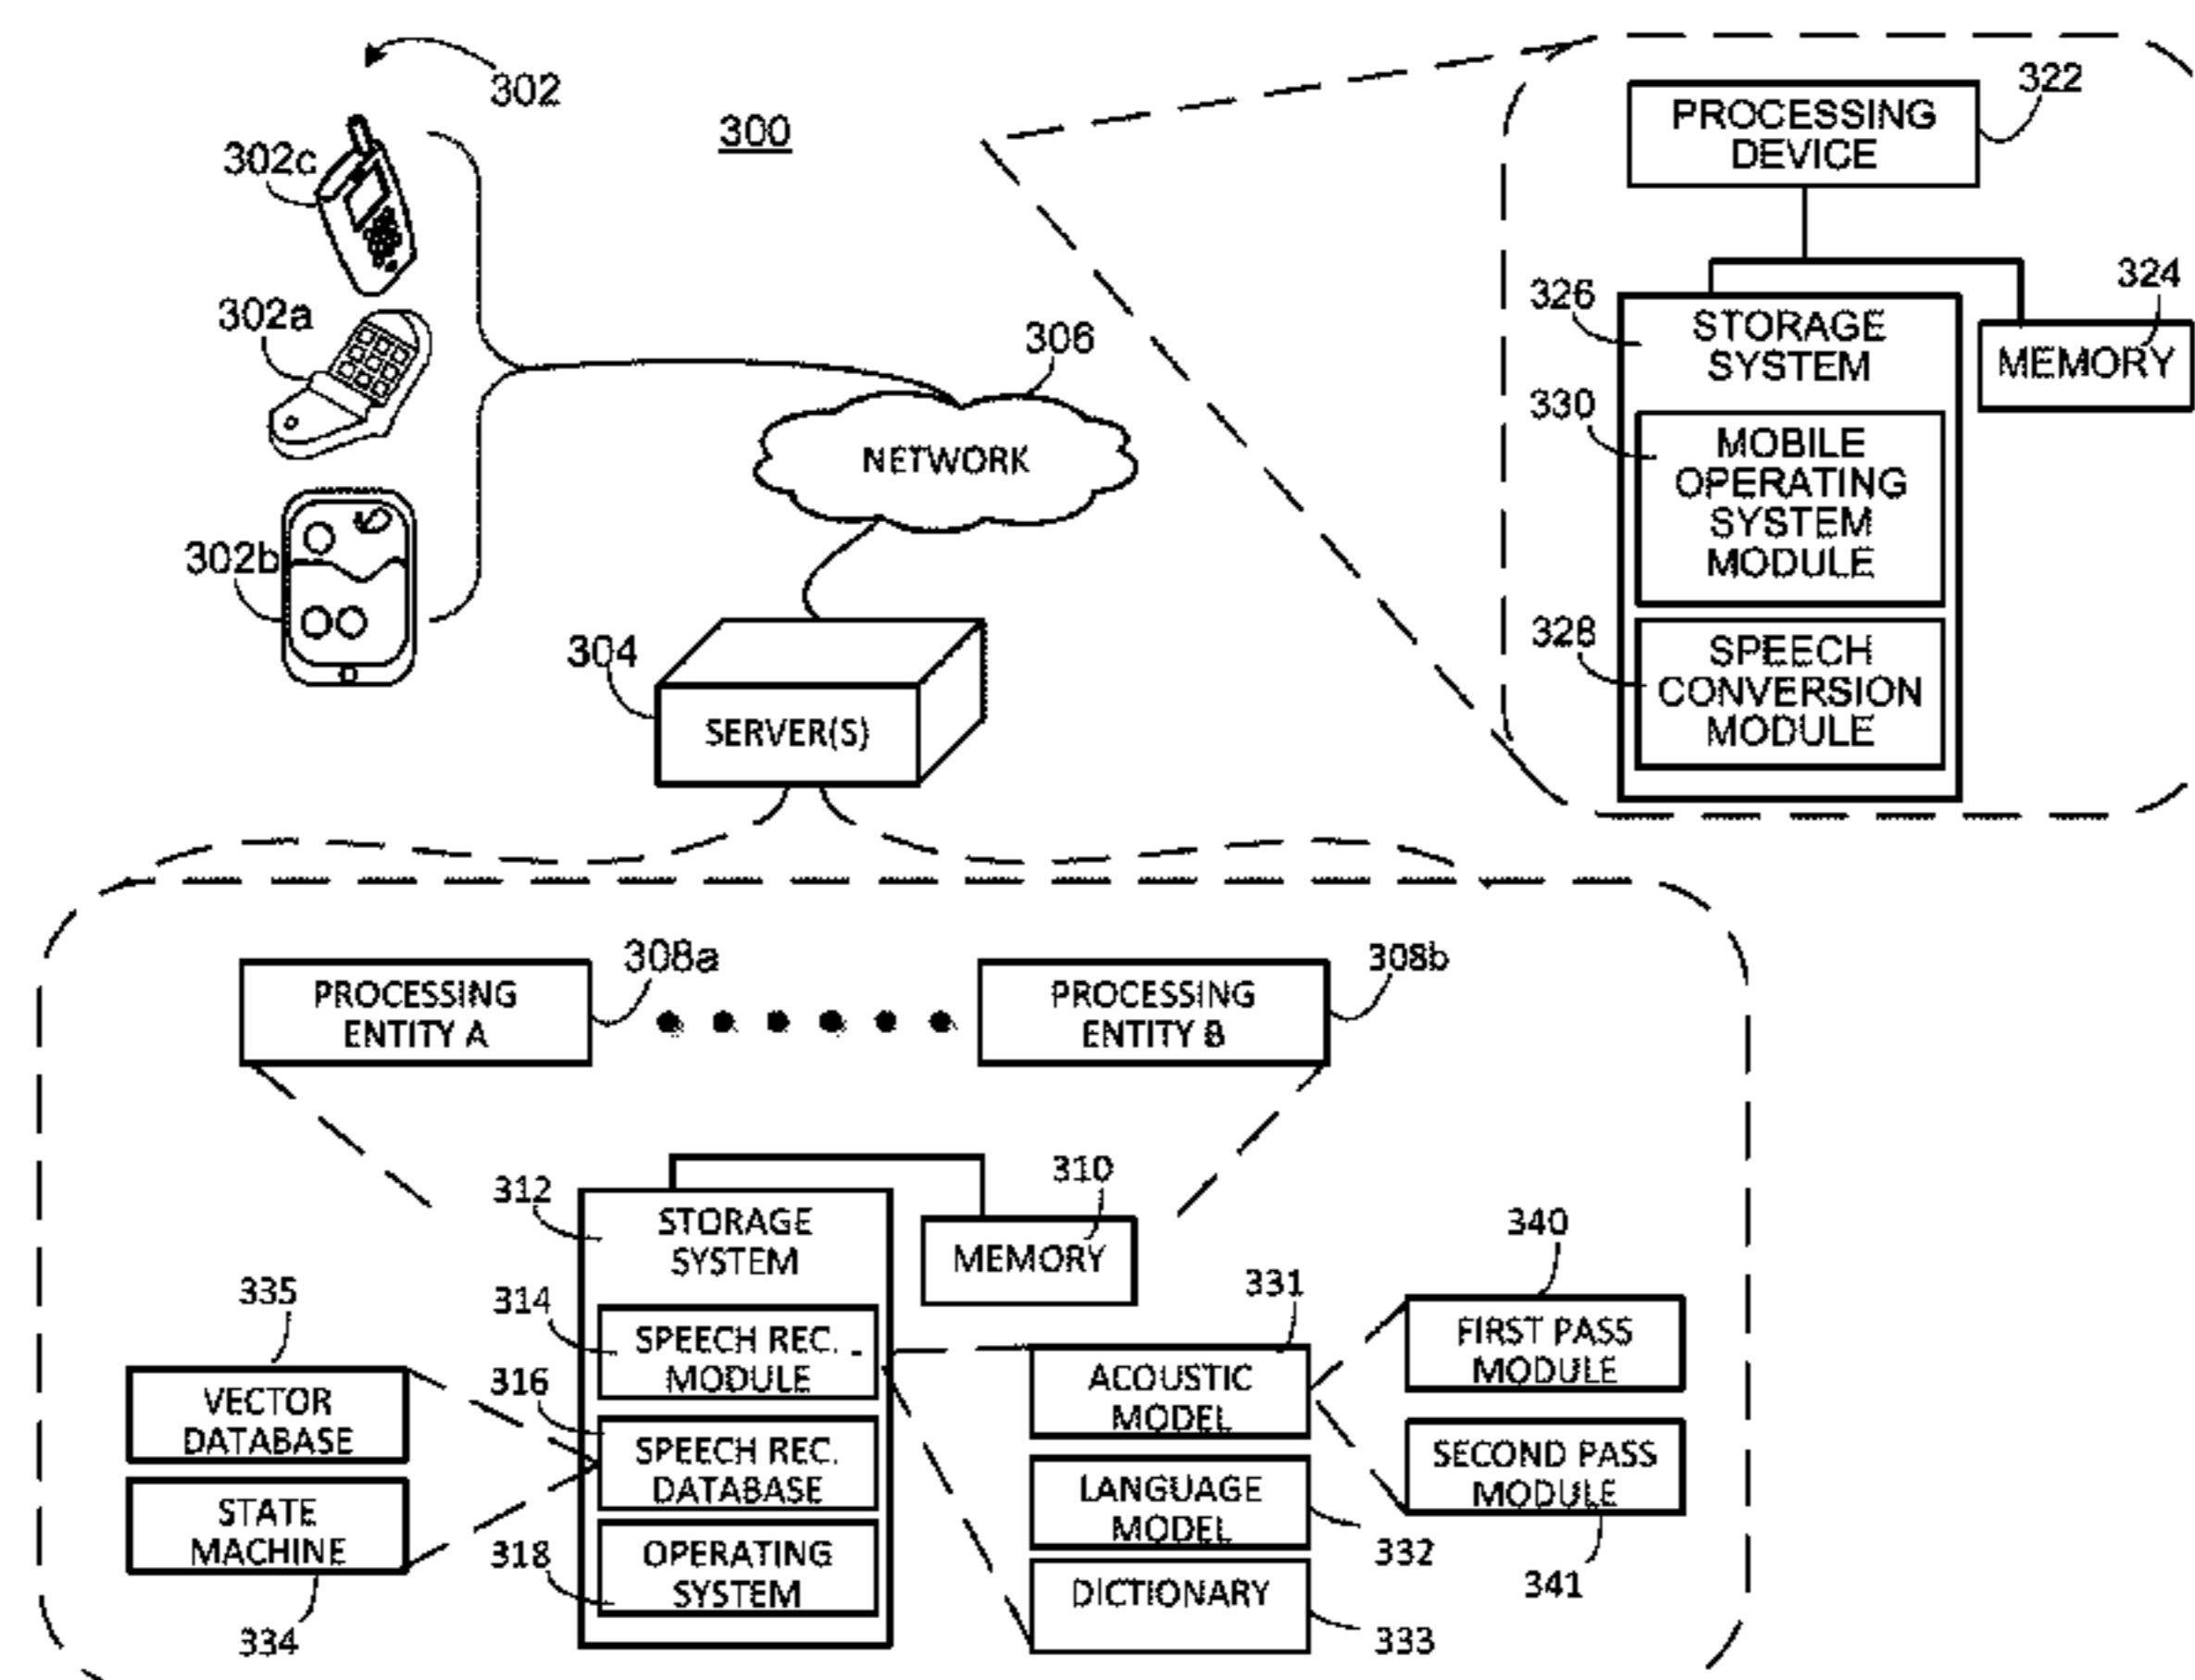 302
300
302c
302a
302b
306
NETWORK
304
SERVER(S)
322
PROCESSING
DEVICE
324
MEMORY
326
STORAGE
SYSTEM
330
MOBILE
OPERATING
SYSTEM
MODULE
328
SPEECH
CONVERSION
MODULE
308a
PROCESSING
ENTITY A
308b
PROCESSING
ENTITY B
312
STORAGE
SYSTEM
310
MEMORY
314
SPEECH REC.
MODULE
316
SPEECH REC.
DATABASE
318
OPERATING
SYSTEM
335
VECTOR
DATABASE
STATE
MACHINE
334
331
ACOUSTIC
MODEL
LANGUAGE
MODEL
332
DICTIONARY
333
340
FIRST PASS
MODULE
SECOND PASS
MODULE
341